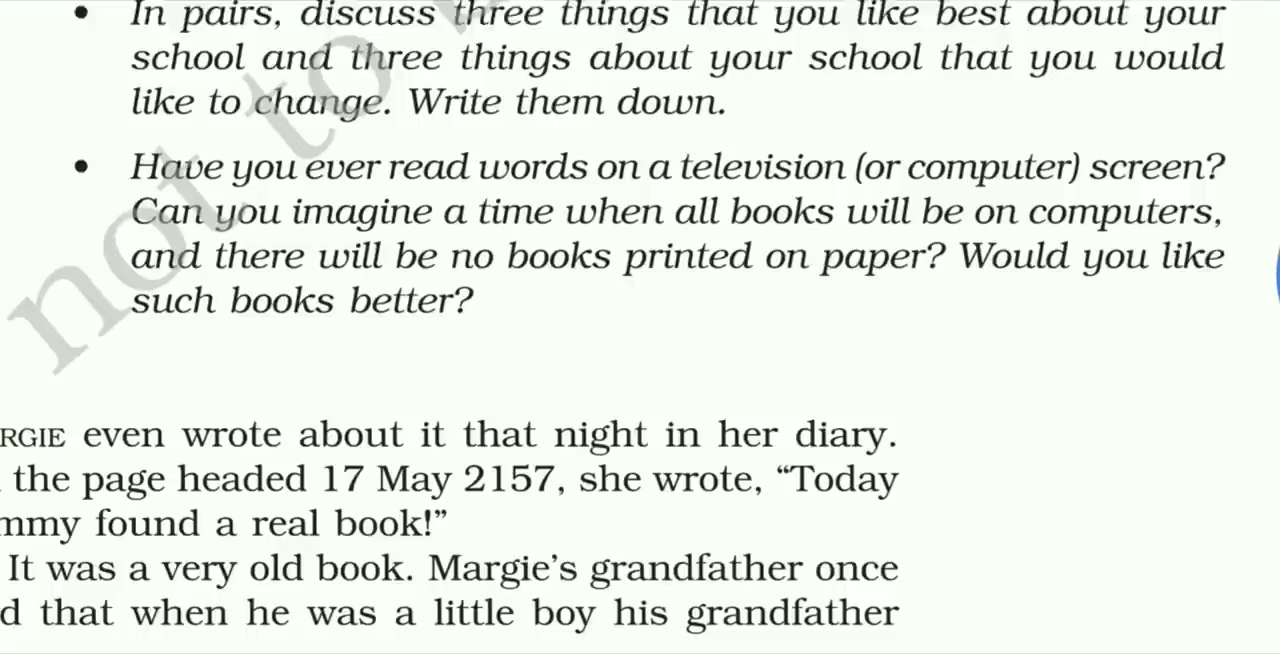 • In pairs, discuss three things that you like best about your
school and three things about your school that you would
like to change. Write them down.
• Have you ever read words on a television (or computer) screen?
Can you imagine a time when all books will be on computers,
and there will be no books printed on paper? Would you like
such books better?
not to
RGIE even wrote about it that night in her diary.
the page headed 17 May 2157, she wrote, “Today
mmy found a real book!”
It was a very old book. Margie’s grandfather once
d that when he was a little boy his grandfather